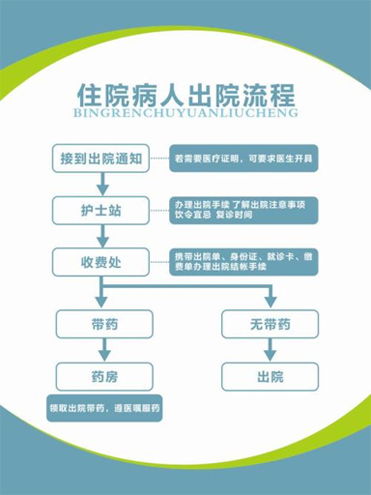 住院病人出院流程
BINGRENCHUYUANLIUCHENG
接到出院通知
若需要医疗证明，可要求医生开具
护士站
办理出院手续 了解出院注意事项
饮令宜忌 复诊时间
收费处
携带出院单、身份证、就诊卡、缴
费单办理出院结帐手续
带药
无带药
药房
出院
领取出院带药，遵医嘱服药